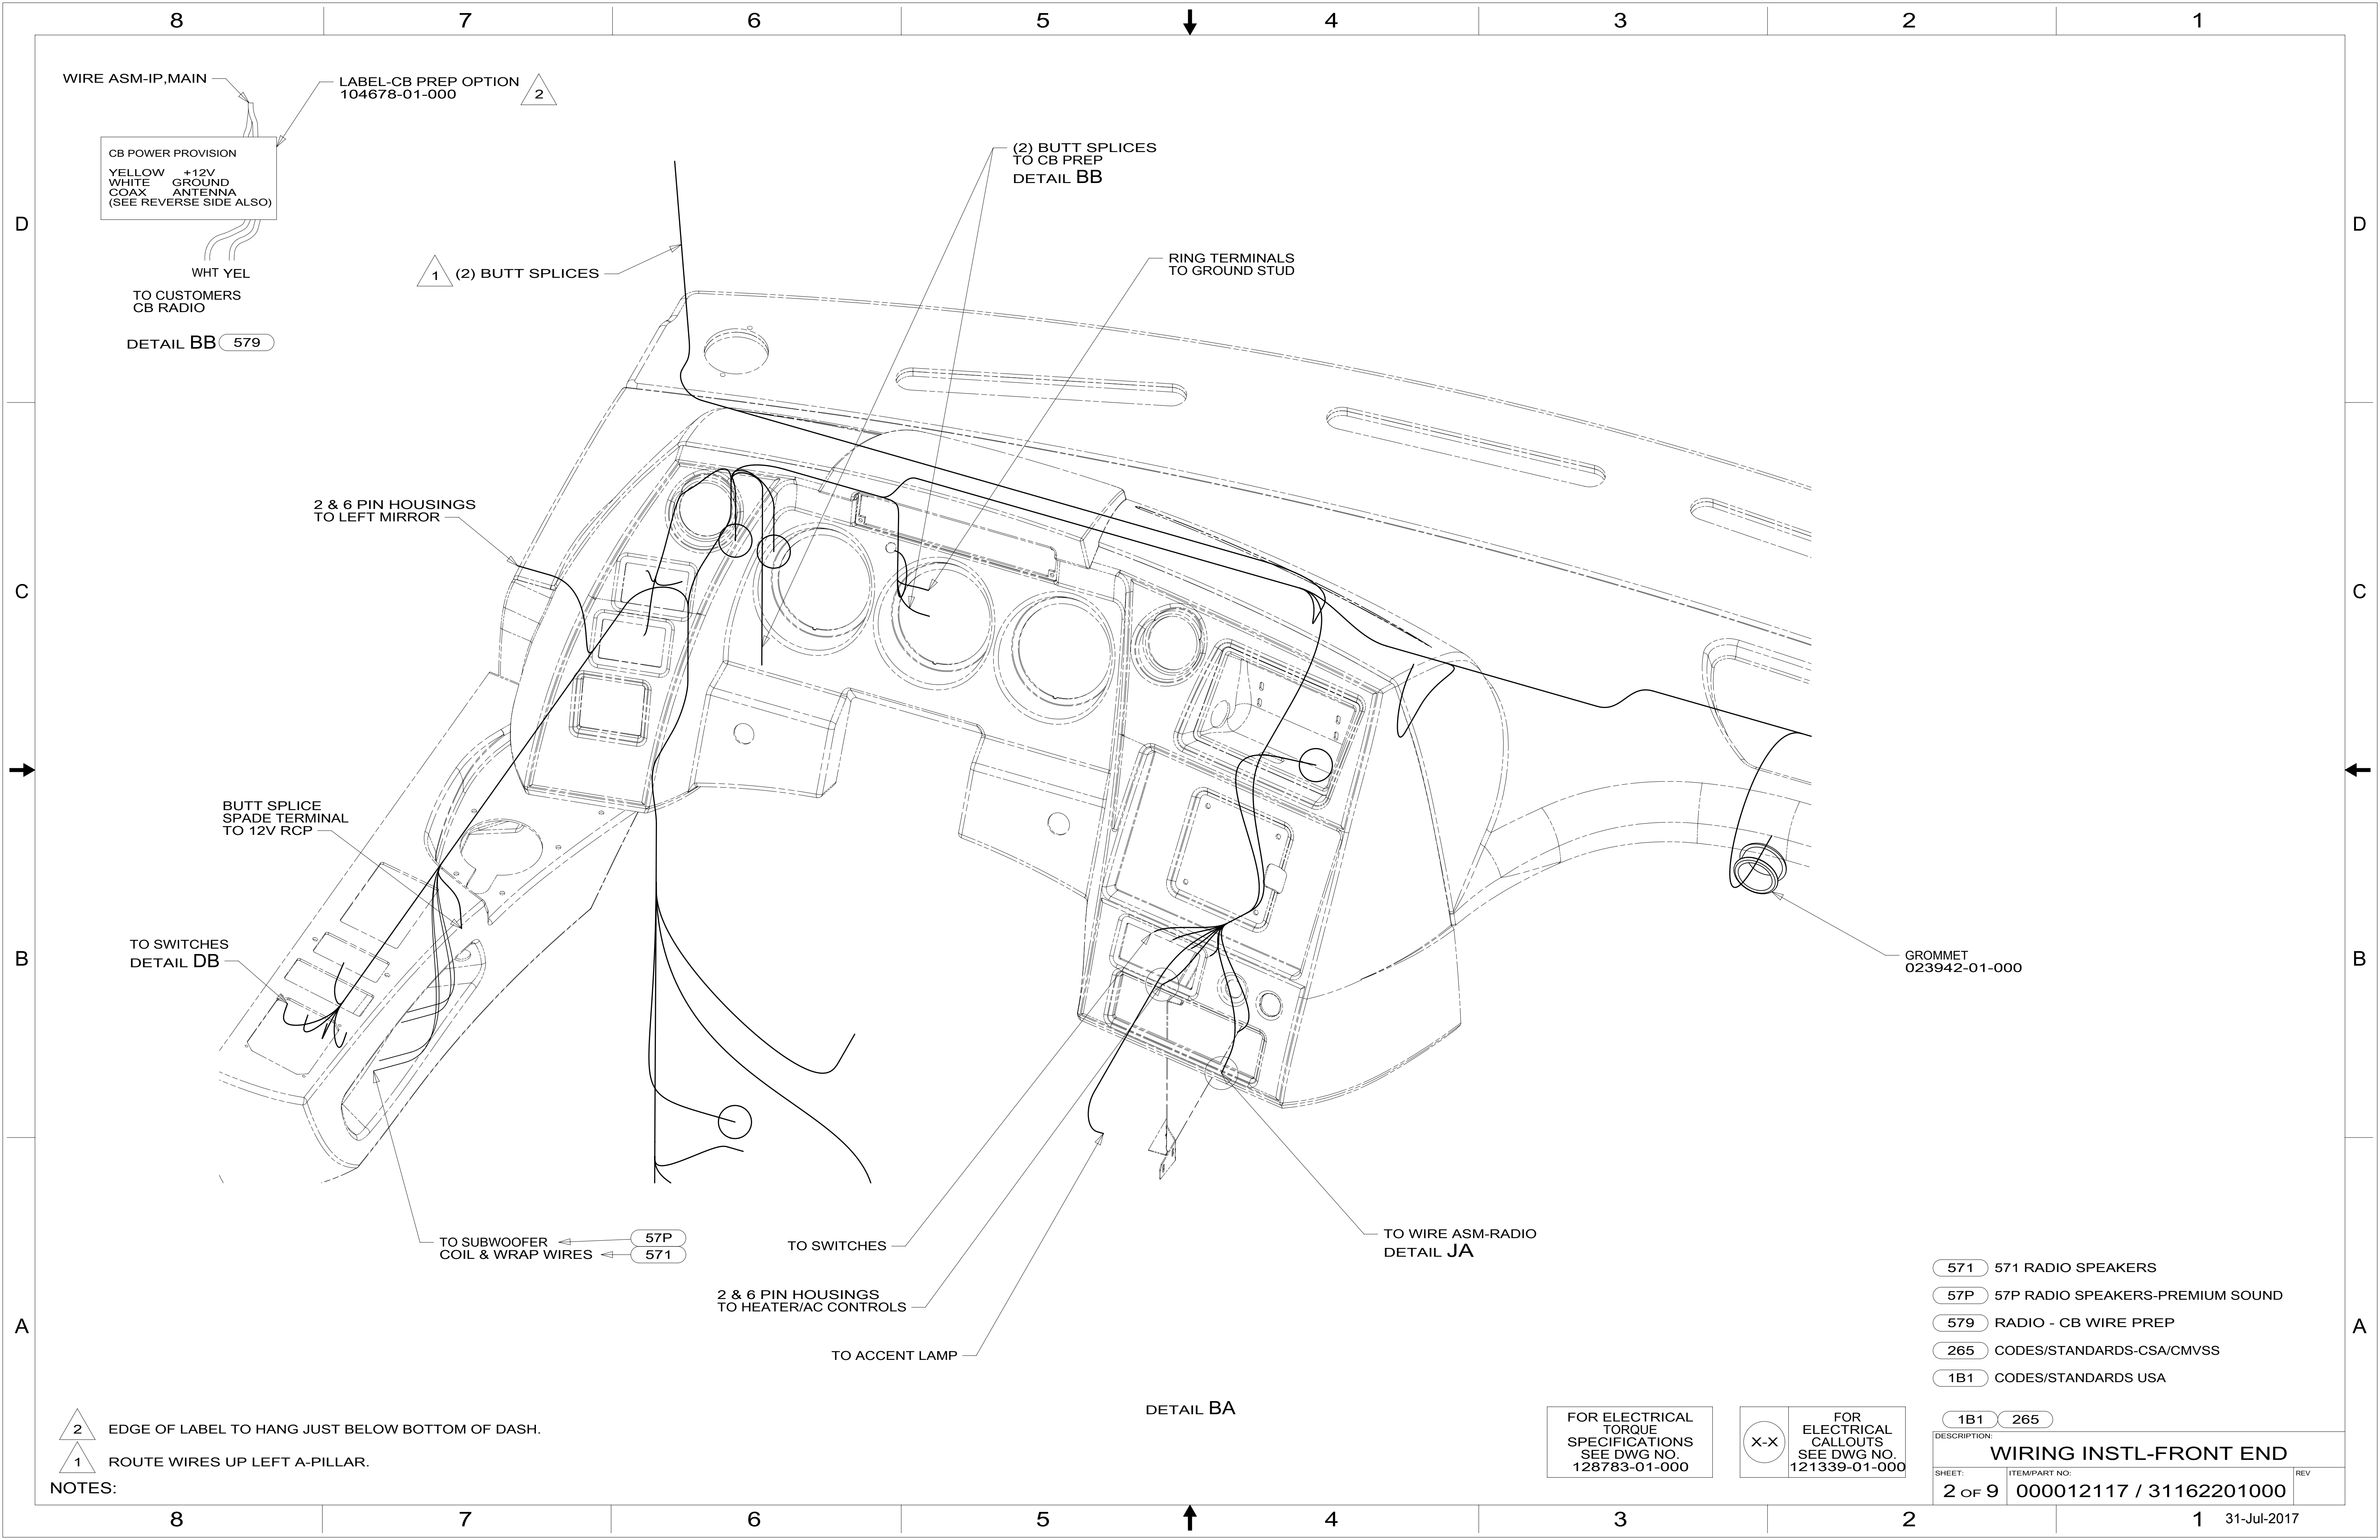 8 7 6 5 4 3 2 1
WIRE ASM-IP,MAIN
LABEL-CB PREP OPTION
104678-01-000
2
CB POWER PROVISION
YELLOW +12V
WHITE GROUND
COAX ANTENNA
(SEE REVERSE SIDE ALSO)
WHT YEL
TO CUSTOMERS
CB RADIO
DETAIL BB 579
D
D
(2) BUTT SPLICES
TO CB PREP
DETAIL BB
1 (2) BUTT SPLICES
RING TERMINALS
TO GROUND STUD
2 & 6 PIN HOUSINGS
TO LEFT MIRROR
C
C
BUTT SPLICE
SPADE TERMINAL
TO 12V RCP
TO SWITCHES
DETAIL DB
B
B
GROMMET
023942-01-000
TO SUBWOOFER 57P
COIL & WRAP WIRES 571
TO SWITCHES
2 & 6 PIN HOUSINGS
TO HEATER/AC CONTROLS
TO ACCENT LAMP
TO WIRE ASM-RADIO
DETAIL JA
A
A
571 571 RADIO SPEAKERS
57P 57P RADIO SPEAKERS-PREMIUM SOUND
579 RADIO - CB WIRE PREP
265 CODES/STANDARDS-CSA/CMVSS
1B1 CODES/STANDARDS USA
DETAIL BA
2 EDGE OF LABEL TO HANG JUST BELOW BOTTOM OF DASH.
1 ROUTE WIRES UP LEFT A-PILLAR.
NOTES:
FOR ELECTRICAL
TORQUE
SPECIFICATIONS
SEE DWG NO.
128783-01-000
X-X
FOR
ELECTRICAL
CALLOUTS
SEE DWG NO.
121339-01-000
1B1 265
DESCRIPTION:
WIRING INSTL-FRONT END
SHEET: ITEM/PART NO: REV
2 OF 9 000012117 / 31162201000
8 7 6 5 4 3 2 1
31-Jul-2017